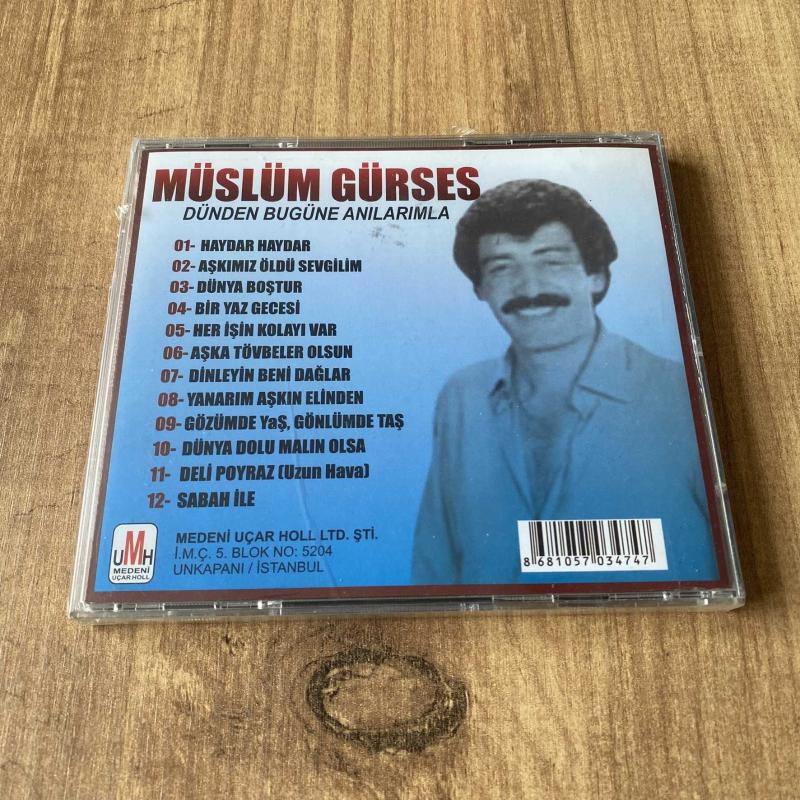 MÜSLÜM GÜRSES
DÜNDEN BUGÜNE ANILARIMLA
01- HAYDAR HAYDAR
02- AŞKIMIZ ÖLDÜ SEVGİLİM
03- DÜNYA BOŞTUR
04- BİR YAZ GECESİ
05- HER İŞİN KOLAYI VAR
06- AŞKA TÖVBELER OLSUN
07- DİNLEYİN BENİ DAĞLAR
08- YANARIM AŞKIN ELİNDEN
09- GÖZÜMDE YaŞ, GÖNLÜMDE TAŞ
10- DÜNYA DOLU MALIN OLSA
11- DELİ POYRAZ (Uzun Hava)
12- SABAH İLE
UMH
MEDENİ
UÇAR HOLL
MEDENİ UÇAR HOLL LTD. ŞTİ.
İ.M.Ç. 5. BLOK NO: 5204
UNKAPANI / İSTANBUL
8 681057 034747